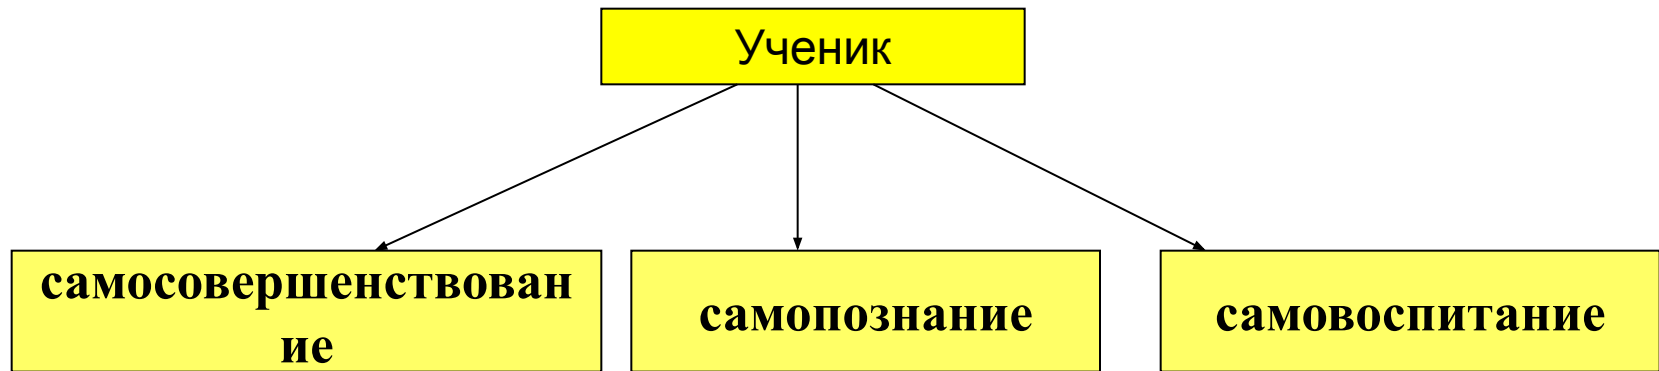 Ученик
самосовершенствован
ие
самопознание
самовоспитание